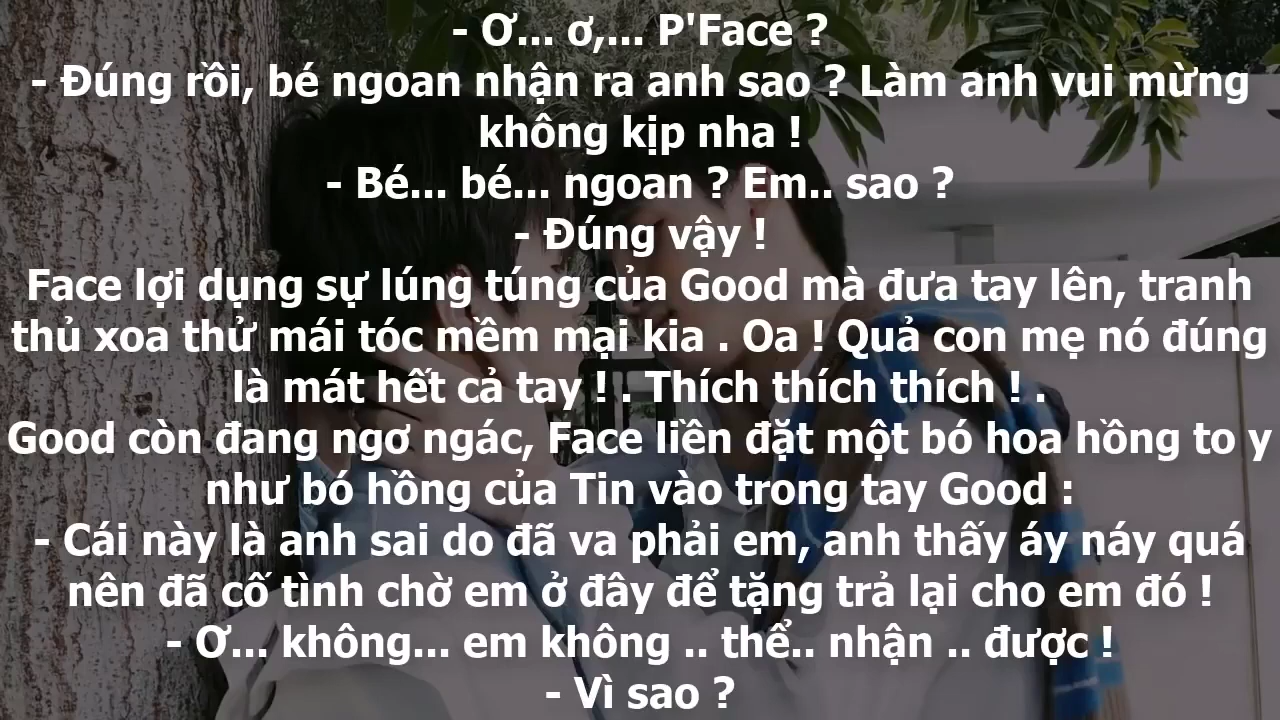 - Ơ... ơ,... P'Face ?
- Đúng rồi, bé ngoan nhận ra anh sao ? Làm anh vui mừng
không kịp nha !
- Bé... bé... ngoan ? Em.. sao ?
- Đúng vậy !
Face lợi dụng sự lúng túng của Good mà đưa tay lên, tranh
thủ xoa thử mái tóc mềm mại kia . Oa ! Quả con mẹ nó đúng
là mát hết cả tay ! . Thích thích thích ! .
Good còn đang ngơ ngác, Face liền đặt một bó hoa hồng to y
như bó hồng của Tin vào trong tay Good :
- Cái này là anh sai do đã va phải em, anh thấy áy náy quá
nên đã cố tình chờ em ở đây để tặng trả lại cho em đó !
- Ơ... không... em không .. thể.. nhận .. được !
- Vì sao ?